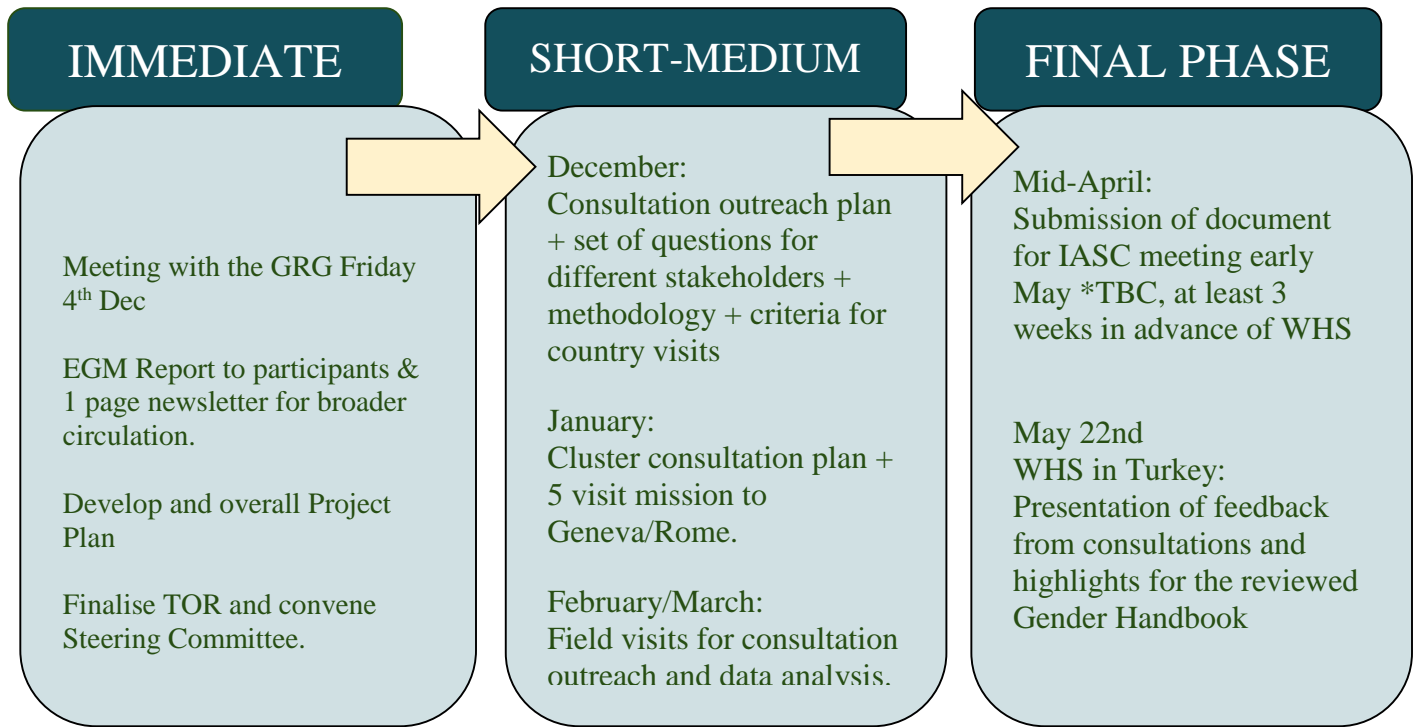 IMMEDIATE
Meeting with the GRG Friday
4th Dec
EGM Report to participants &
1 page newsletter for broader
circulation.
Develop and overall Project
Plan
Finalise TOR and convene
Steering Committee.
SHORT-MEDIUM
December:
Consultation outreach plan
+ set of questions for
different stakeholders +
methodology + criteria for
country visits
January:
Cluster consultation plan +
5 visit mission to
Geneva/Rome.
February/March:
Field visits for consultation
outreach and data analysis.
FINAL PHASE
Mid-April:
Submission of document
for IASC meeting early
May *TBC, at least 3
weeks in advance of WHS
May 22nd
WHS in Turkey:
Presentation of feedback
from consultations and
highlights for the reviewed
Gender Handbook